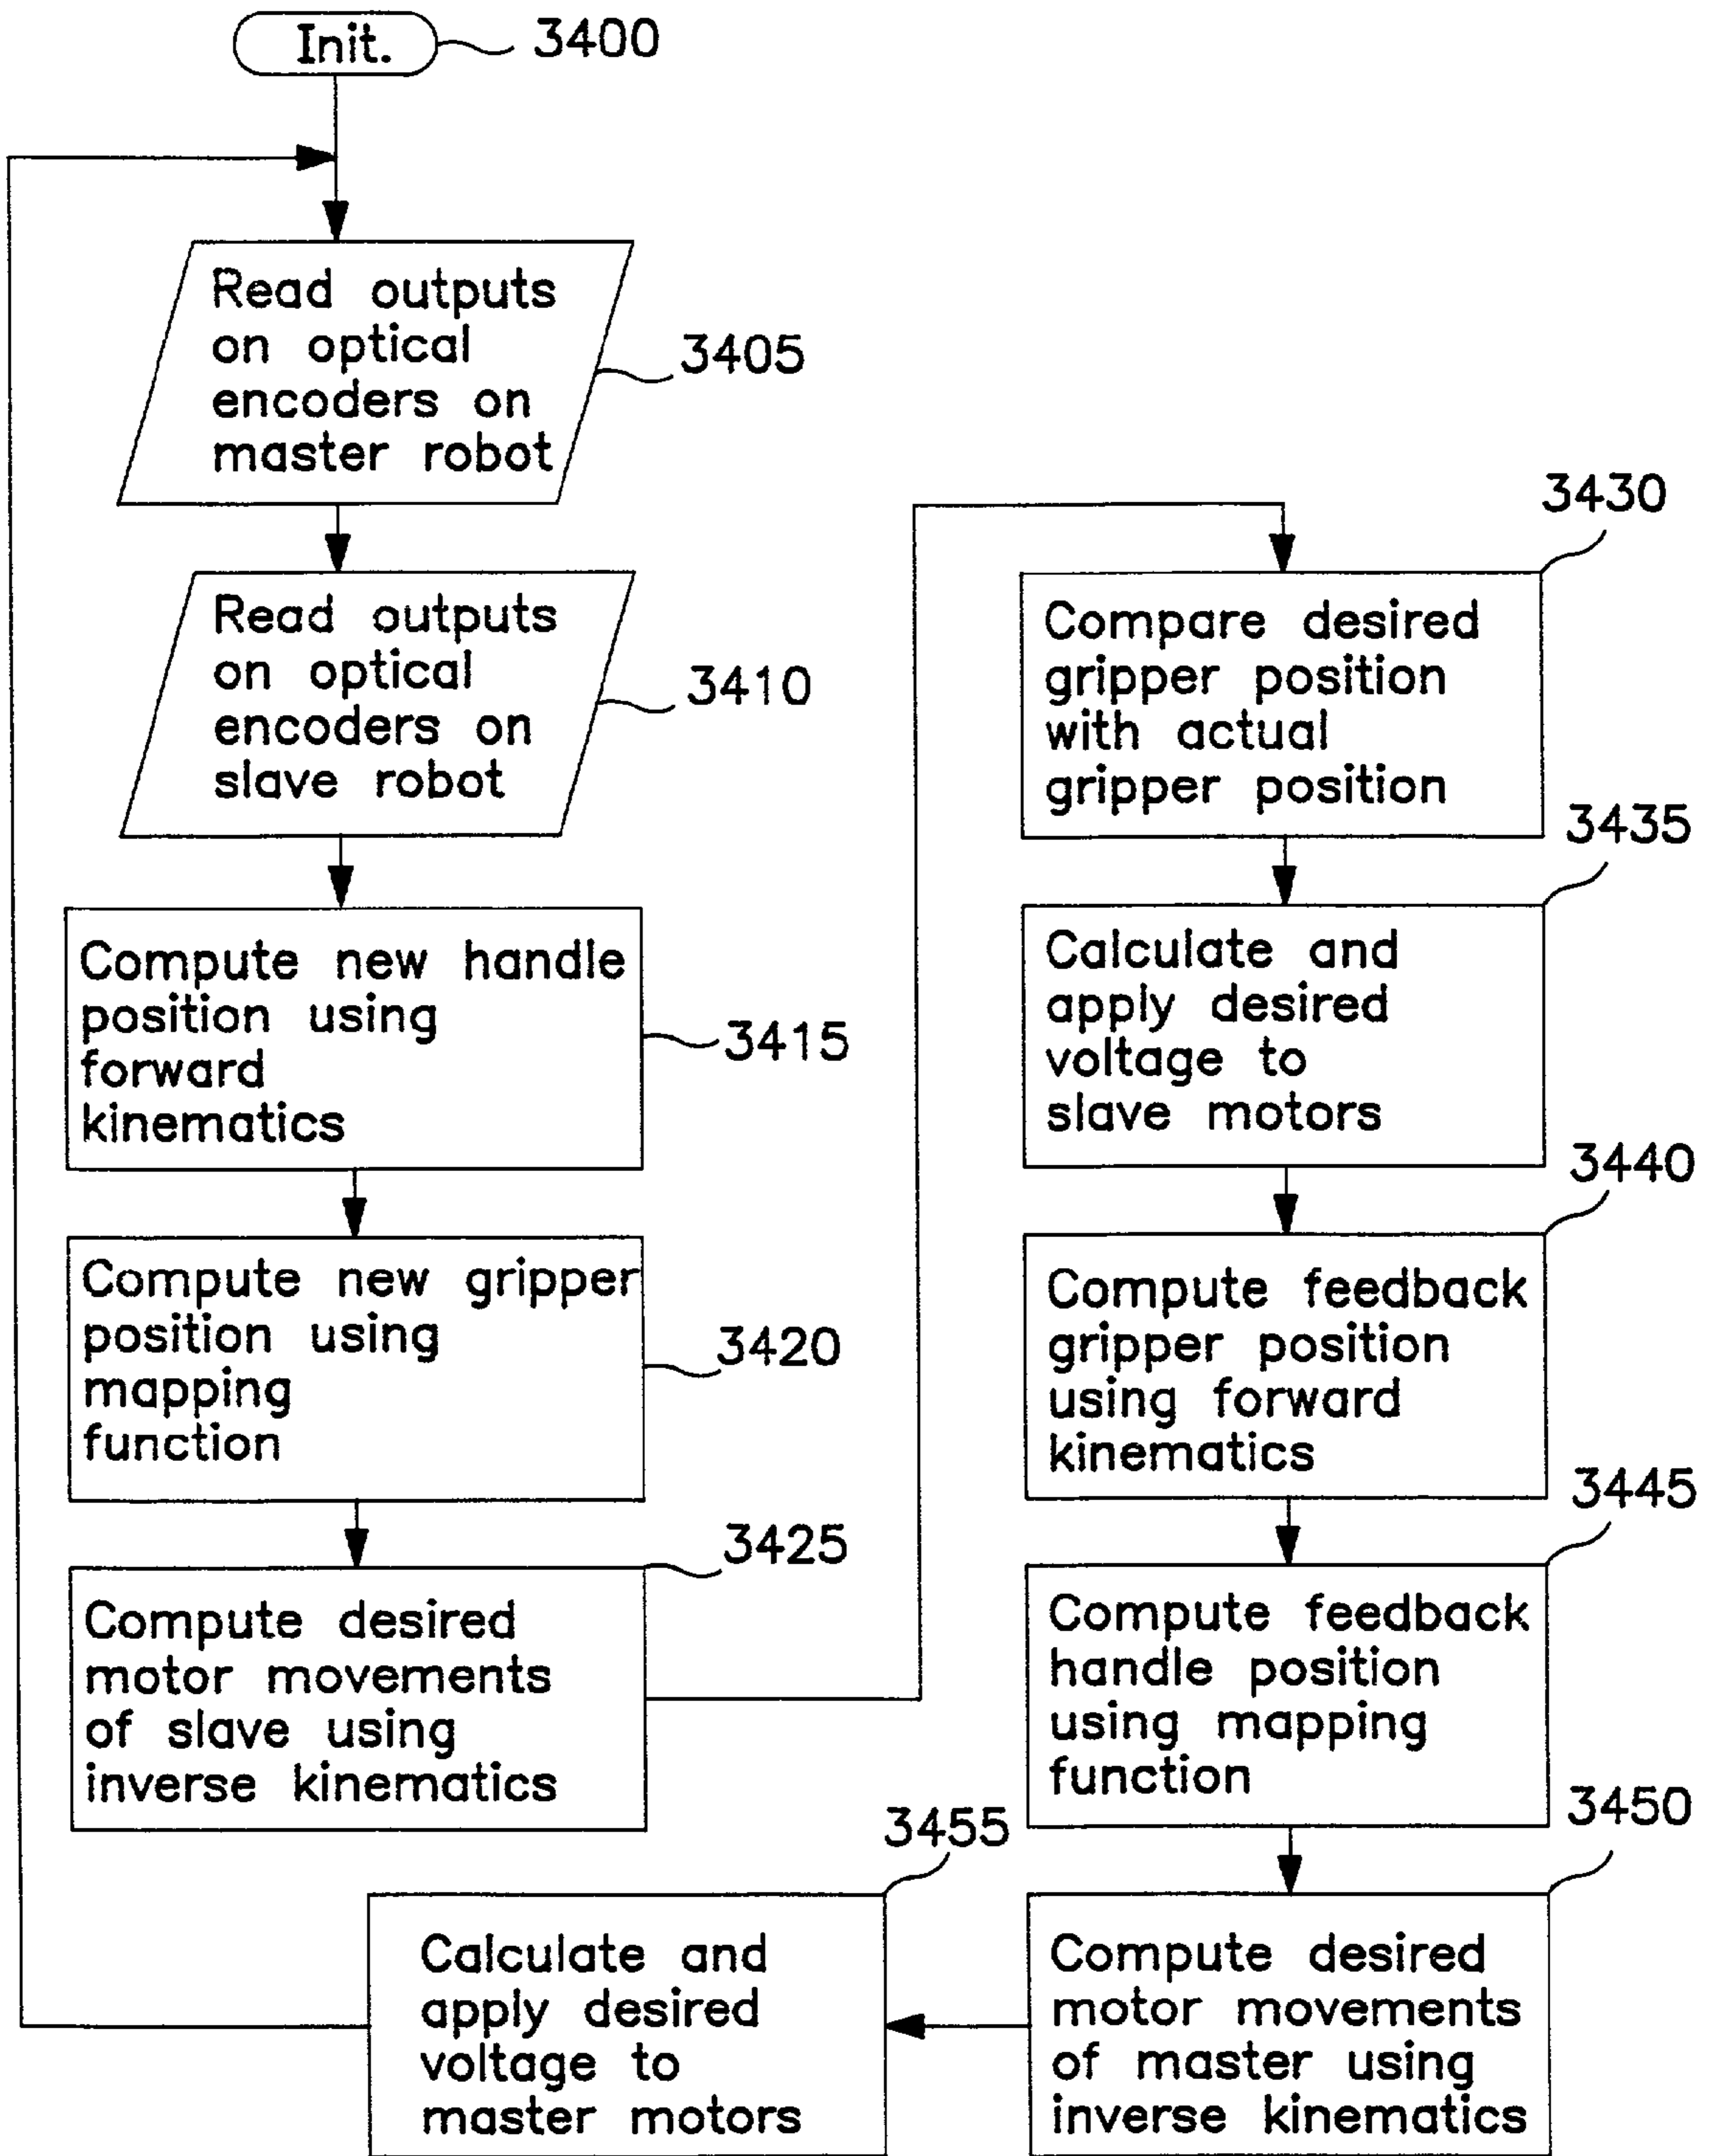 Init.
3400
Read outputs
on optical
encoders on
master robot
3405
Read outputs
on optical
encoders on
slave robot
3410
Compute new handle
position using
forward
kinematics
3415
Compute new gripper
position using
mapping
function
3420
3425
Compute desired
motor movements
of slave using
inverse kinematics
3430
Compare desired
gripper position
with actual
gripper position
3435
Calculate and
apply desired
voltage to
slave motors
3440
Compute feedback
gripper position
using forward
kinematics
3445
Compute feedback
handle position
using mapping
function
3450
Compute desired
motor movements
of master using
inverse kinematics
3455
Calculate and
apply desired
voltage to
master motors